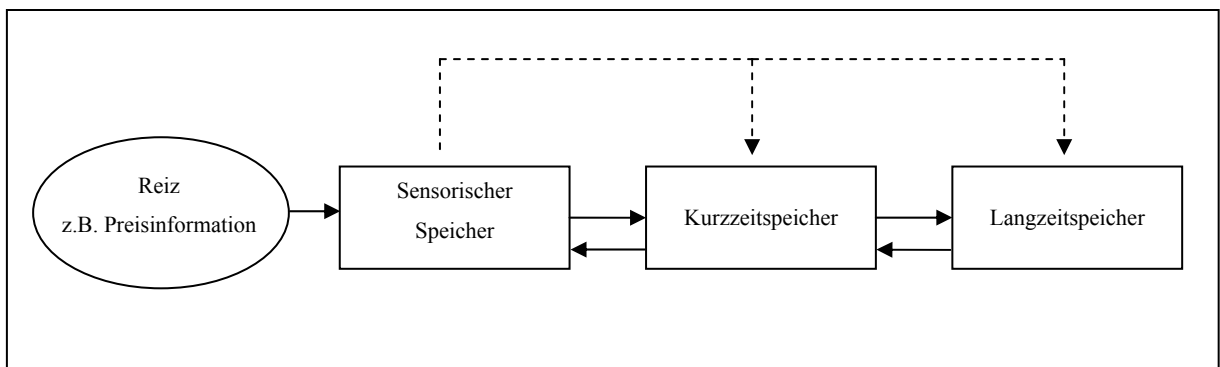 Reiz
z.B. Preisinformation
Sensorischer
Speicher
Kurzzeitspeicher
Langzeitspeicher